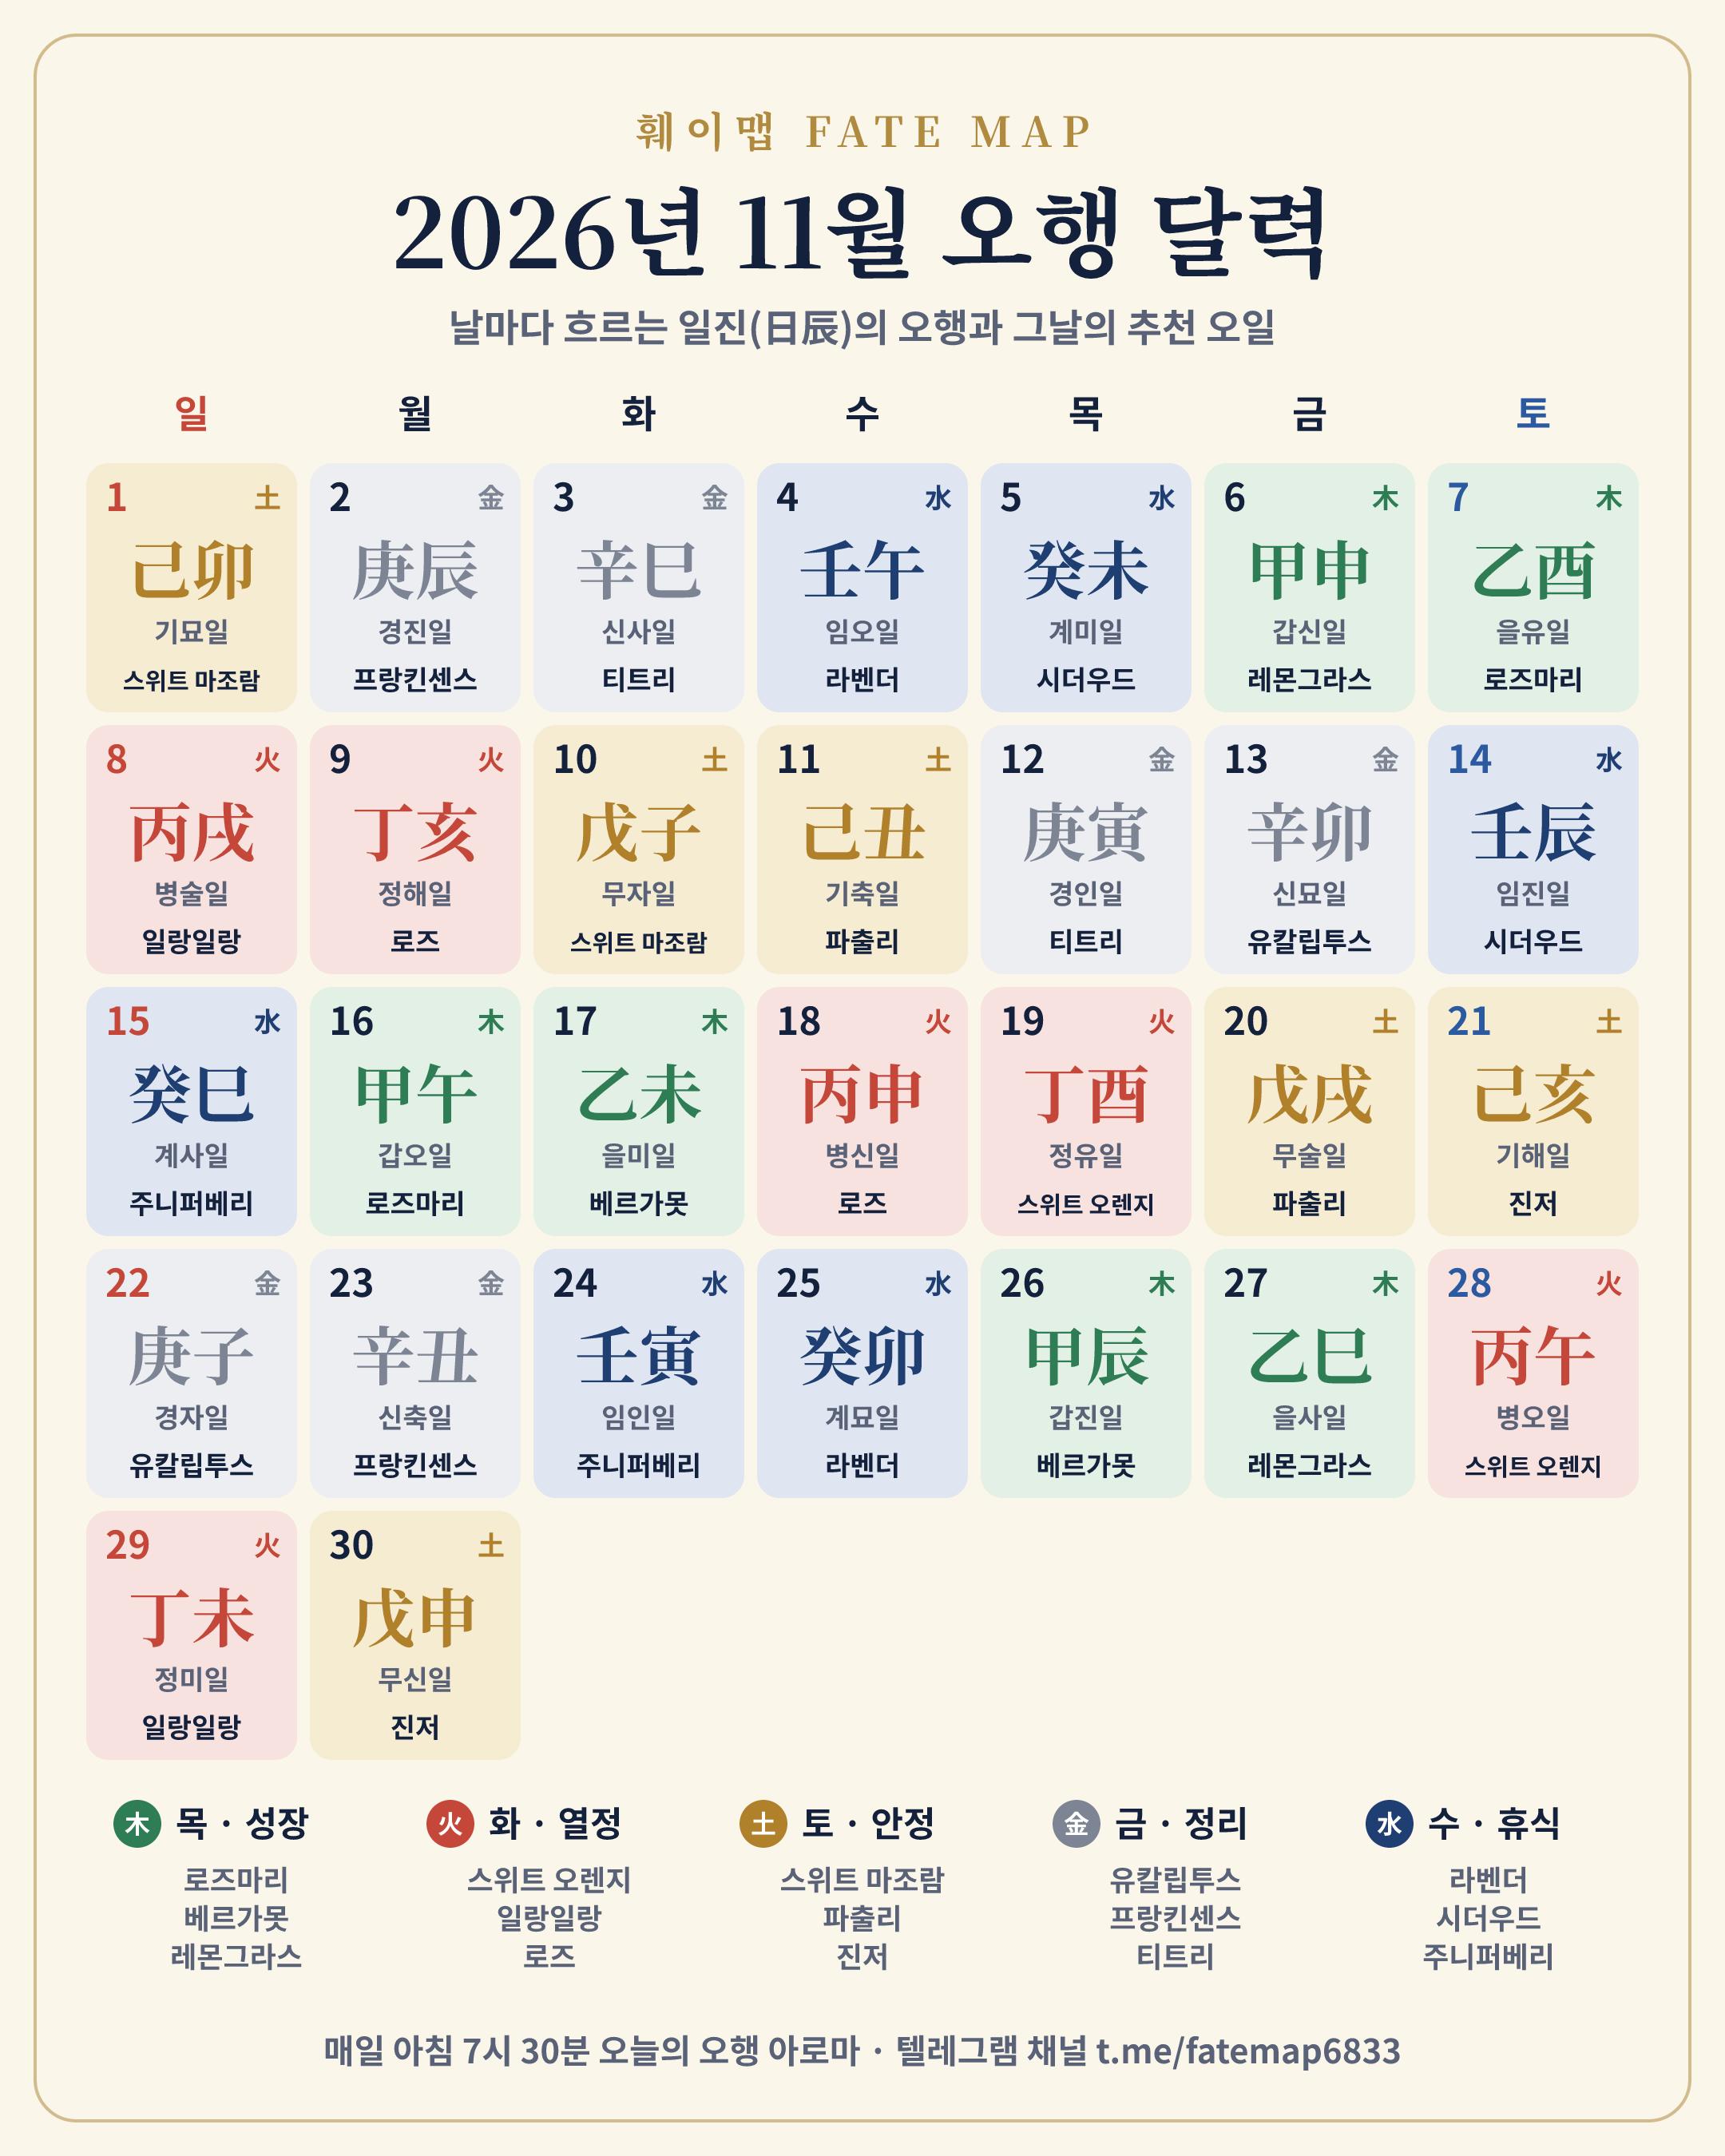 훼이맵 FATE MAP
2026년 11월 오행 달력
날마다 흐르는 일진(日辰)의 오행과 그날의 추천 오일
일 월 화 수 목 금 토
1 土 2 金 3 金 4 水 5 水 6 木 7 木
己卯 庚辰 辛巳 壬午 癸未 甲申 乙酉
기묘일 경진일 신사일 임오일 계미일 갑신일 을유일
스위트 마조람 프랑킨센스 티트리 라벤더 시더우드 레몬그라스 로즈마리
8 火 9 火 10 土 11 土 12 金 13 金 14 水
丙戌 丁亥 戊子 己丑 庚寅 辛卯 壬辰
병술일 정해일 무자일 기축일 경인일 신묘일 임진일
일랑일랑 로즈 스위트 마조람 파출리 티트리 유칼립투스 시더우드
15 水 16 木 17 木 18 火 19 火 20 土 21 土
癸巳 甲午 乙未 丙申 丁酉 戊戌 己亥
계사일 갑오일 을미일 병신일 정유일 무술일 기해일
주니퍼베리 로즈마리 베르가못 로즈 스위트 오렌지 파출리 진저
22 金 23 金 24 水 25 水 26 木 27 木 28 火
庚子 辛丑 壬寅 癸卯 甲辰 乙巳 丙午
경자일 신축일 임인일 계묘일 갑진일 을사일 병오일
유칼립투스 프랑킨센스 주니퍼베리 라벤더 베르가못 레몬그라스 스위트 오렌지
29 火 30 土
丁未 戊申
정미일 무신일
일랑일랑 진저
木 목 · 성장 火 화 · 열정 土 토 · 안정 金 금 · 정리 水 수 · 휴식
로즈마리 스위트 오렌지 스위트 마조람 유칼립투스 라벤더
베르가못 일랑일랑 파출리 프랑킨센스 시더우드
레몬그라스 로즈 진저 티트리 주니퍼베리
매일 아침 7시 30분 오늘의 오행 아로마 · 텔레그램 채널 t.me/fatemap6833